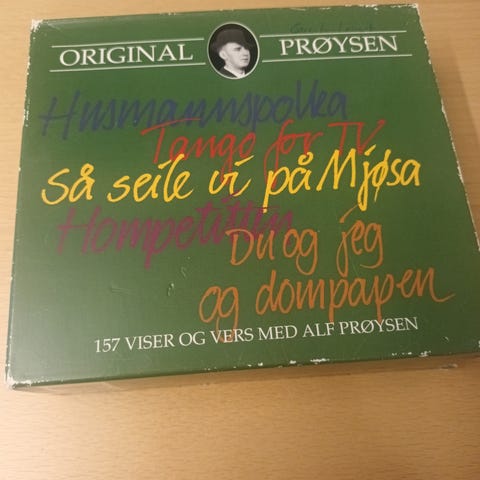 ORIGINAL PRØYSEN
Husmannspolka
Tango for TV
Så seile vi på Mjøsa
Hompetitten
Du og jeg
og dompapen
157 VISER OG VERS MED ALF PRØYSEN